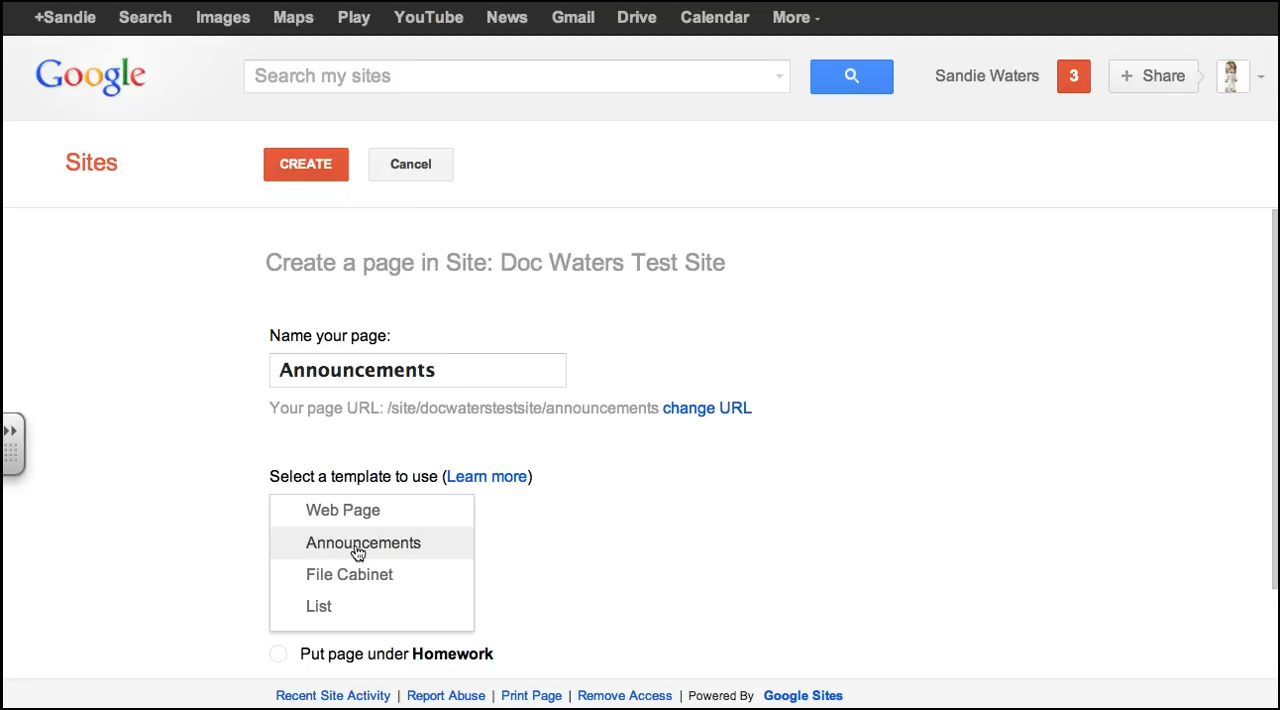 +Sandie Search Images Maps Play YouTube News Gmail Drive Calendar More
Google Search my sites Sandie Waters 3 + Share
Sites CREATE Cancel
Create a page in Site: Doc Waters Test Site
Name your page:
Announcements
Your page URL: /site/docwaterstestsite/announcements change URL
Select a template to use (Learn more)
Web Page
Announcements
File Cabinet
List
Put page under Homework
Recent Site Activity | Report Abuse | Print Page | Remove Access | Powered By Google Sites